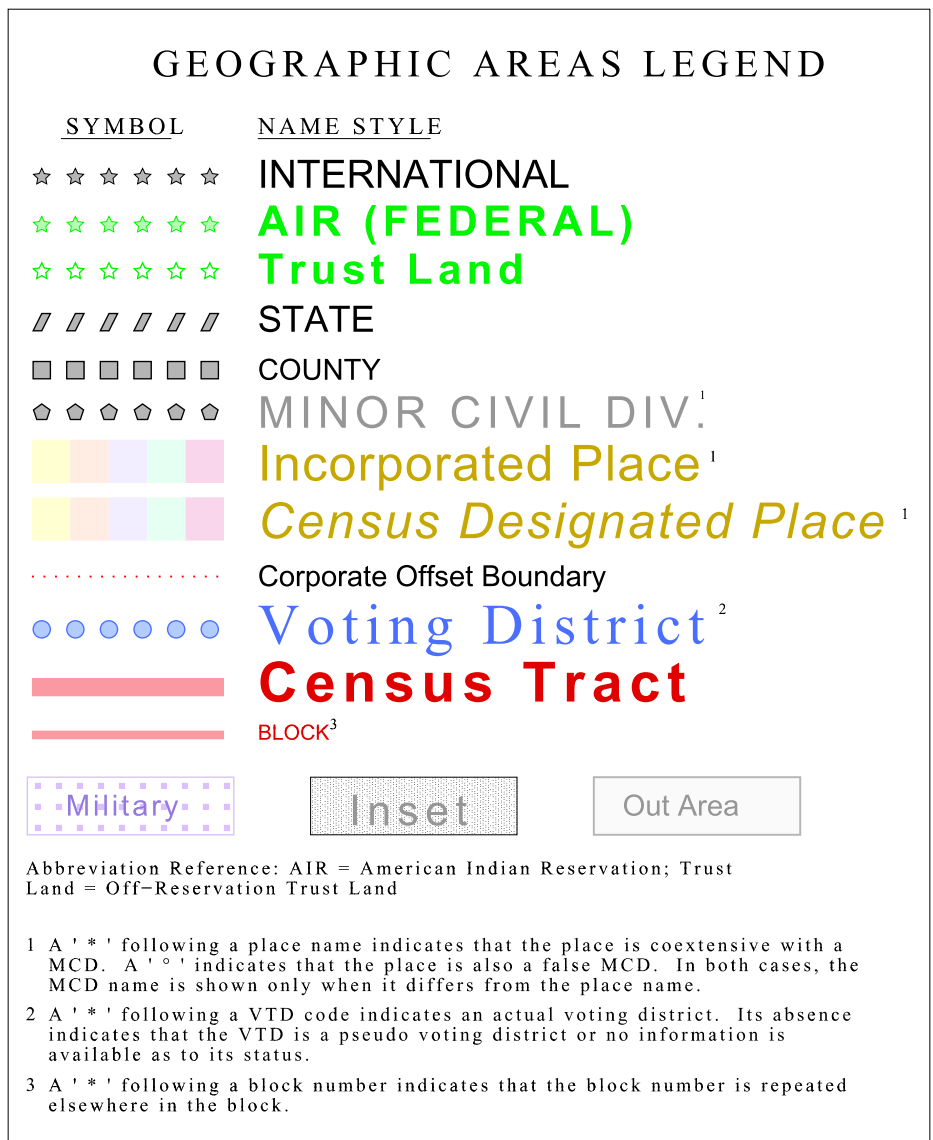 GEOGRAPHIC AREAS LEGEND
SYMBOL NAME STYLE
INTERNATIONAL
AIR (FEDERAL)
Trust Land
STATE
COUNTY
MINOR CIVIL DIV.1
Incorporated Place 1
Census Designated Place 1
Corporate Offset Boundary
Voting District 2
Census Tract
BLOCK3
Military Inset Out Area
Abbreviation Reference: AIR = American Indian Reservation; Trust
Land = Off−Reservation Trust Land
1 A ' * ' following a place name indicates that the place is coextensive with a
MCD. A ' ° ' indicates that the place is also a false MCD. In both cases, the
MCD name is shown only when it differs from the place name.
2 A ' * ' following a VTD code indicates an actual voting district. Its absence
indicates that the VTD is a pseudo voting district or no information is
available as to its status.
3 A ' * ' following a block number indicates that the block number is repeated
elsewhere in the block.